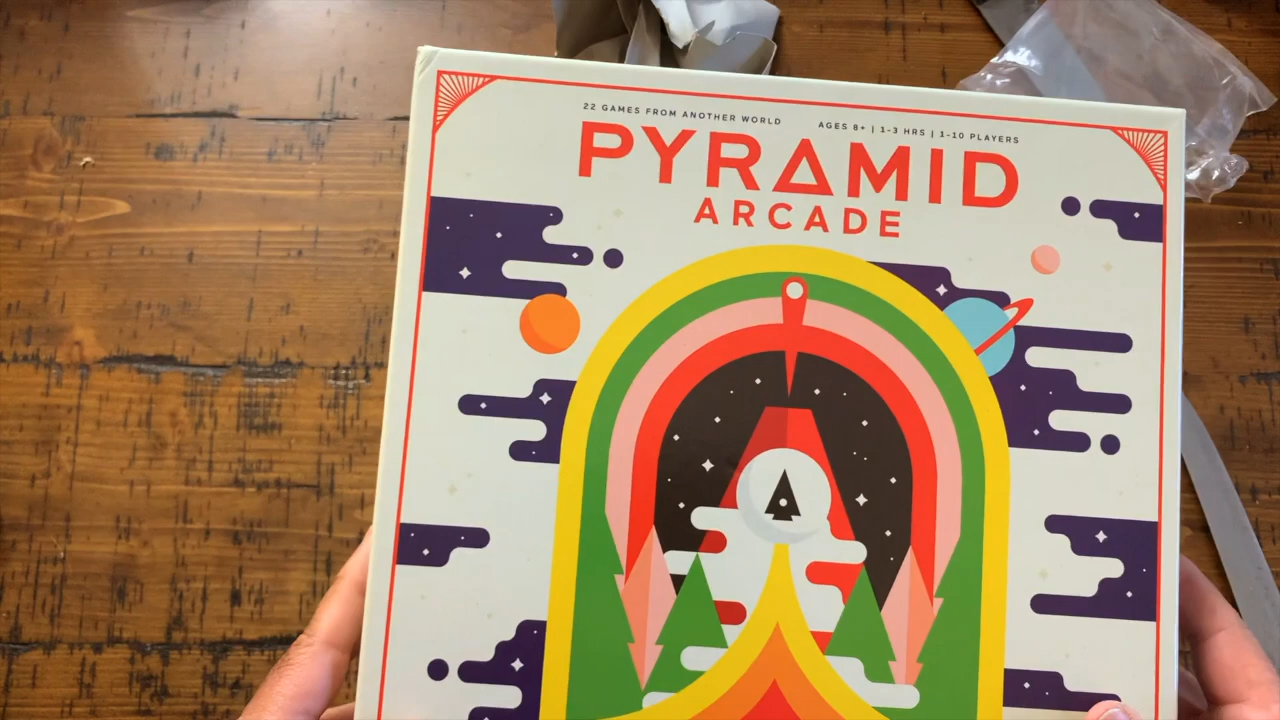 22 GAMES FROM ANOTHER WORLD
AGES 8+ | 1-3 HRS | 1-10 PLAYERS
PYRAMID
ARCADE